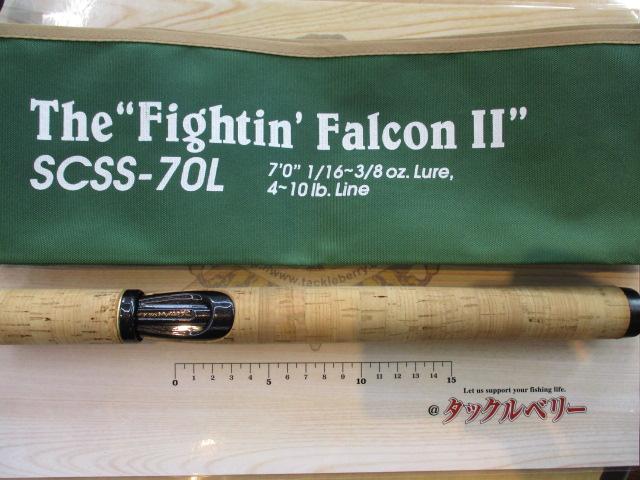 The "Fightin' Falcon II"
SCSS-70L
7'0" 1/16~3/8 oz. Lure,
4~10 lb. Line
www.tackleberry
0 1 2 3 4 5 6 7 8 9 10 11 12 13 14 15
Let us support your fishing life.
@タックルベリー